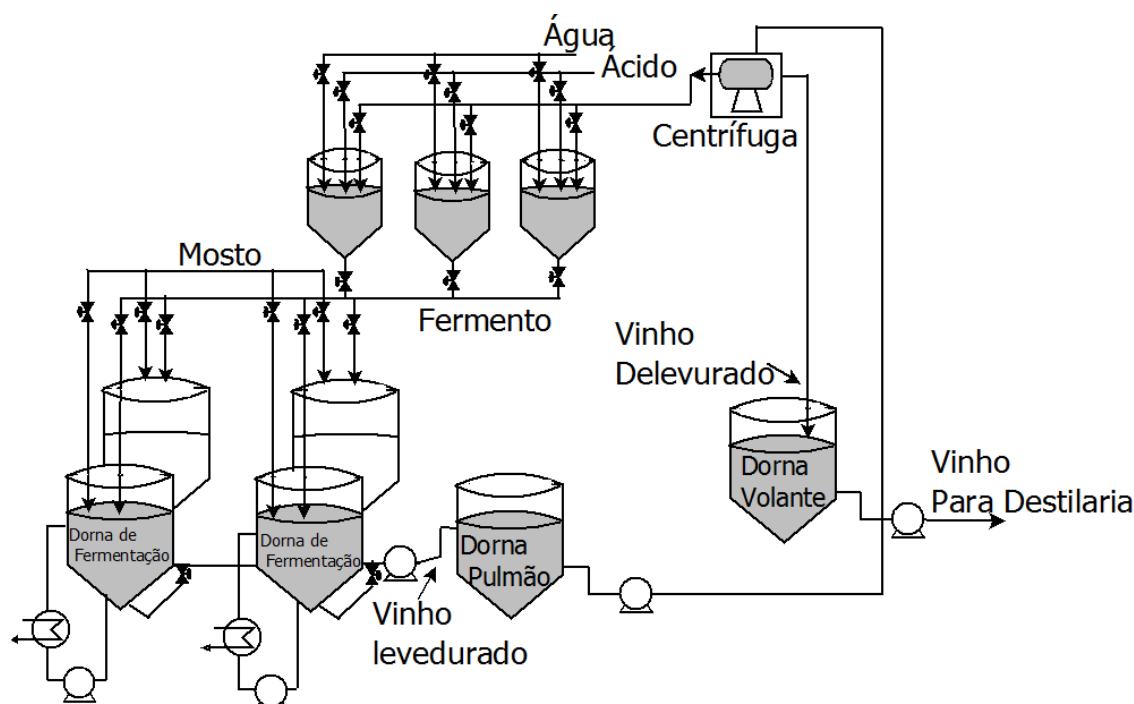 Água
Ácido
Centrífuga
Mosto
Fermento
Vinho
Delevurado
Dorna
Volante
Vinho
Para Destilaria
Dorna de
Fermentação
Dorna de
Fermentação
Dorna
Pulmão
Vinho
levedurado